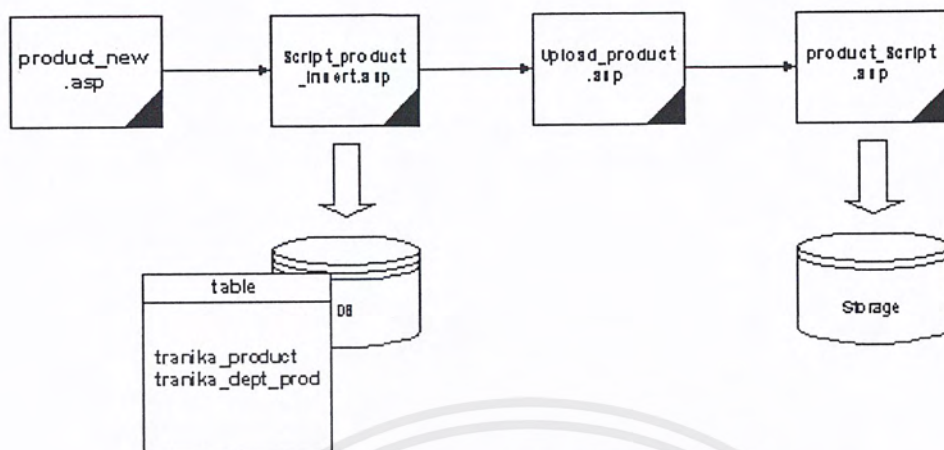 product_new
.asp
Script_product
_insert.asp
Upload_product
.asp
product_Script
.asp
table
DB
Storage
tranika_product
tranika_dept_prod